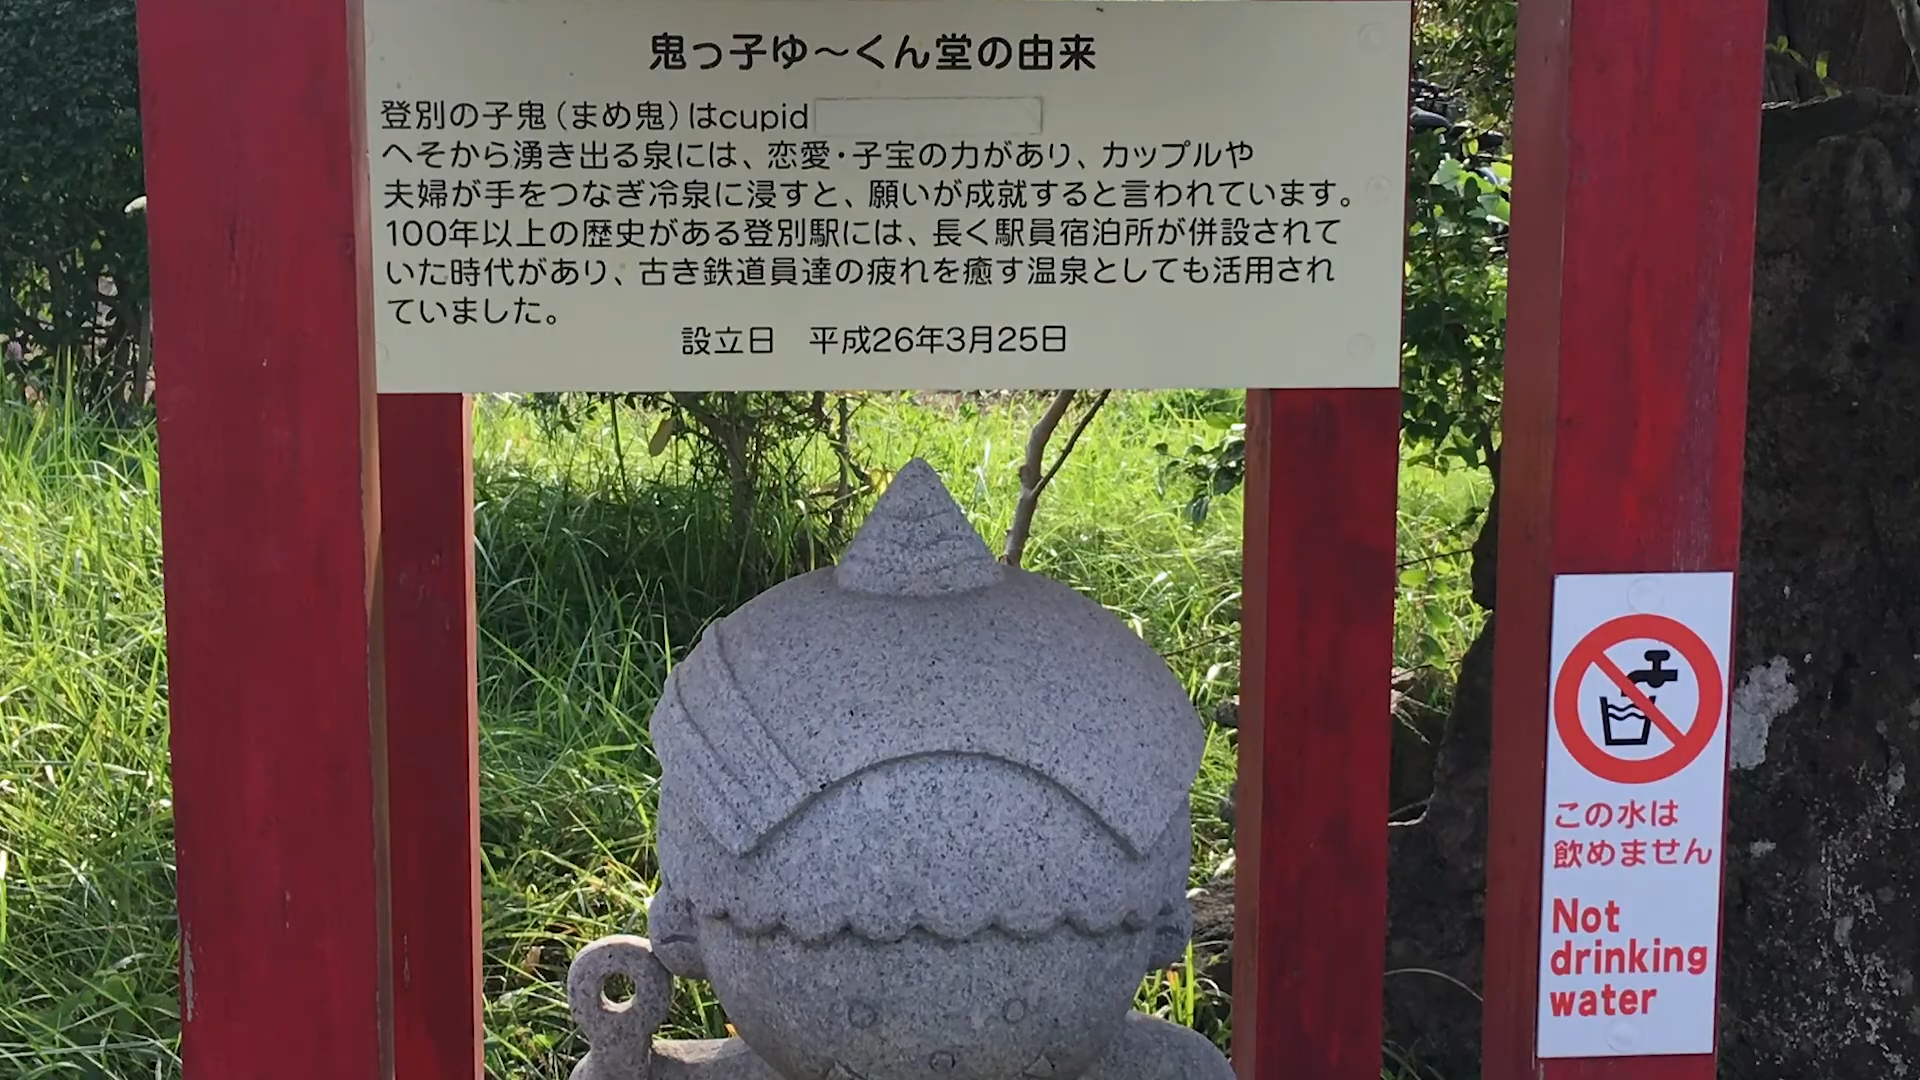 鬼っ子ゆ～くん堂の由来
登別の子鬼（まめ鬼）はcupid
へそから湧き出る泉には、恋愛・子宝の力があり、カップルや
夫婦が手をつなぎ冷泉に浸すと、願いが成就すると言われています。
100年以上の歴史がある登別駅には、長く駅員宿泊所が併設されて
いた時代があり、古き鉄道員達の疲れを癒す温泉としても活用され
ていました。
設立日　平成26年3月25日
この水は
飲めません
Not
drinking
water